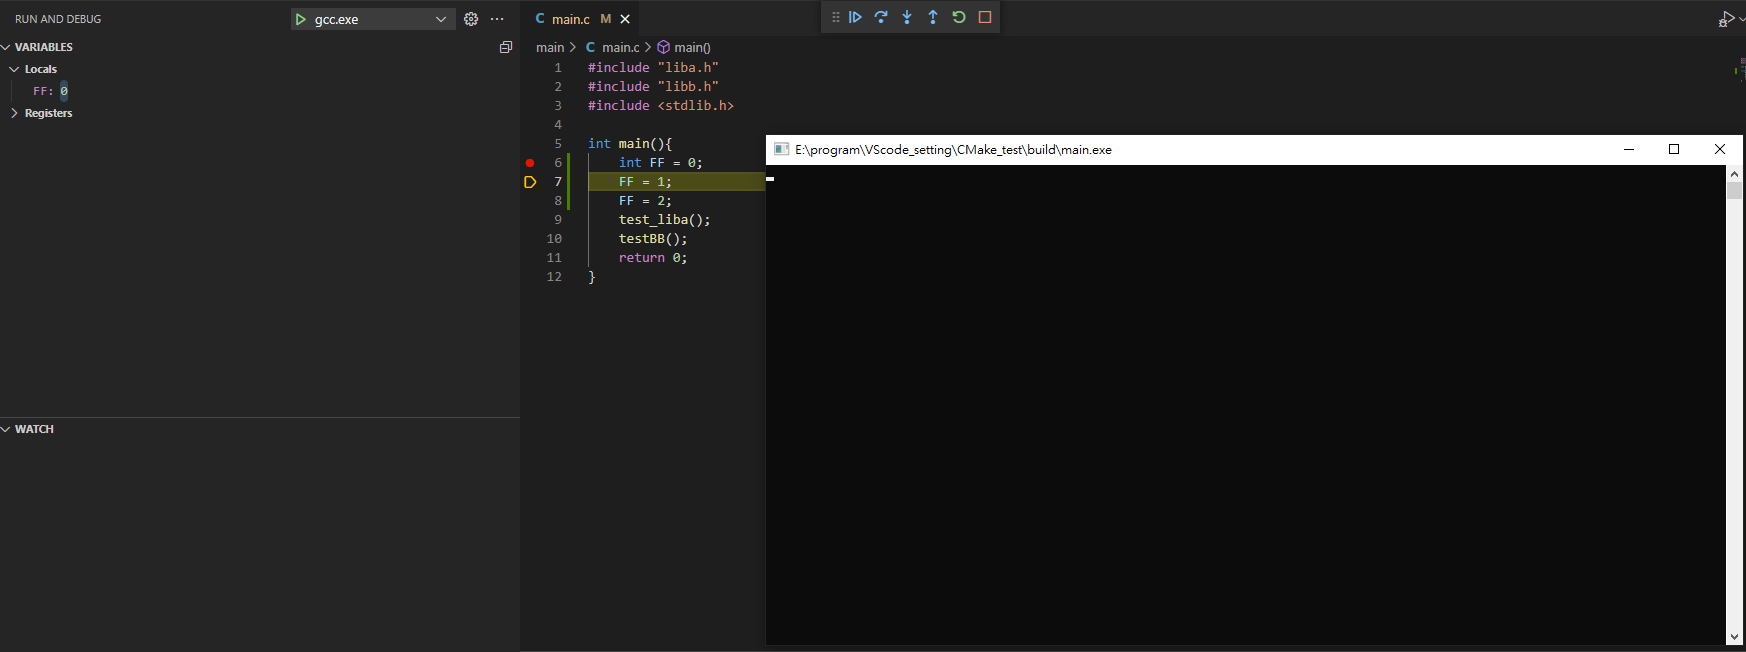 RUN AND DEBUG
gcc.exe
VARIABLES
Locals
FF: 0
Registers
WATCH
main.c M
main > main.c > main()
1 #include "liba.h"
2 #include "libb.h"
3 #include <stdlib.h>
4
5 int main(){
6 int FF = 0;
7 FF = 1;
8 FF = 2;
9 test_liba();
10 testBB();
11 return 0;
12 }
E:\program\VScode_setting\CMake_test\build\main.exe